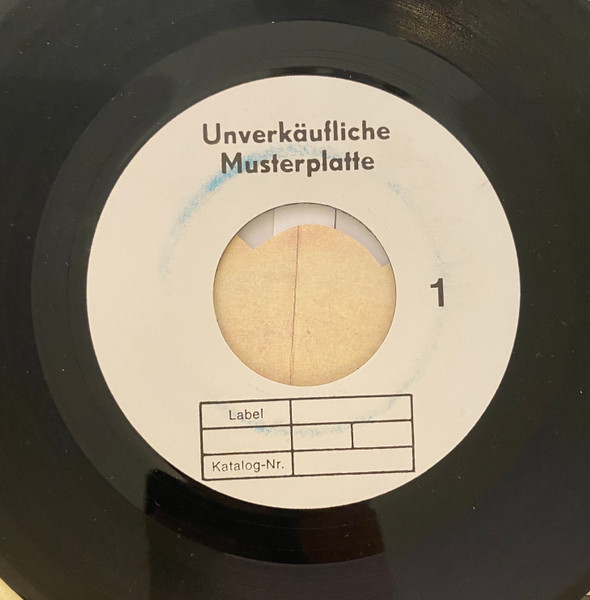 Unverkäufliche
Musterplatte
1
Label
Katalog-Nr.